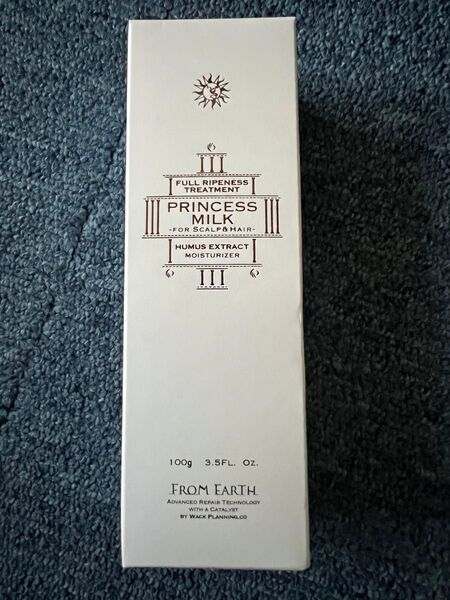 FULL RIPENESS
TREATMENT
PRINCESS
MILK
-FOR SCALP&HAIR-
HUMUS EXTRACT
MOISTURIZER
100g 3.5FL. OZ.
FROM EARTH
ADVANCED REPAIR TECHNOLOGY
WITH A CATALYST
BY WACK PLANNING.CO